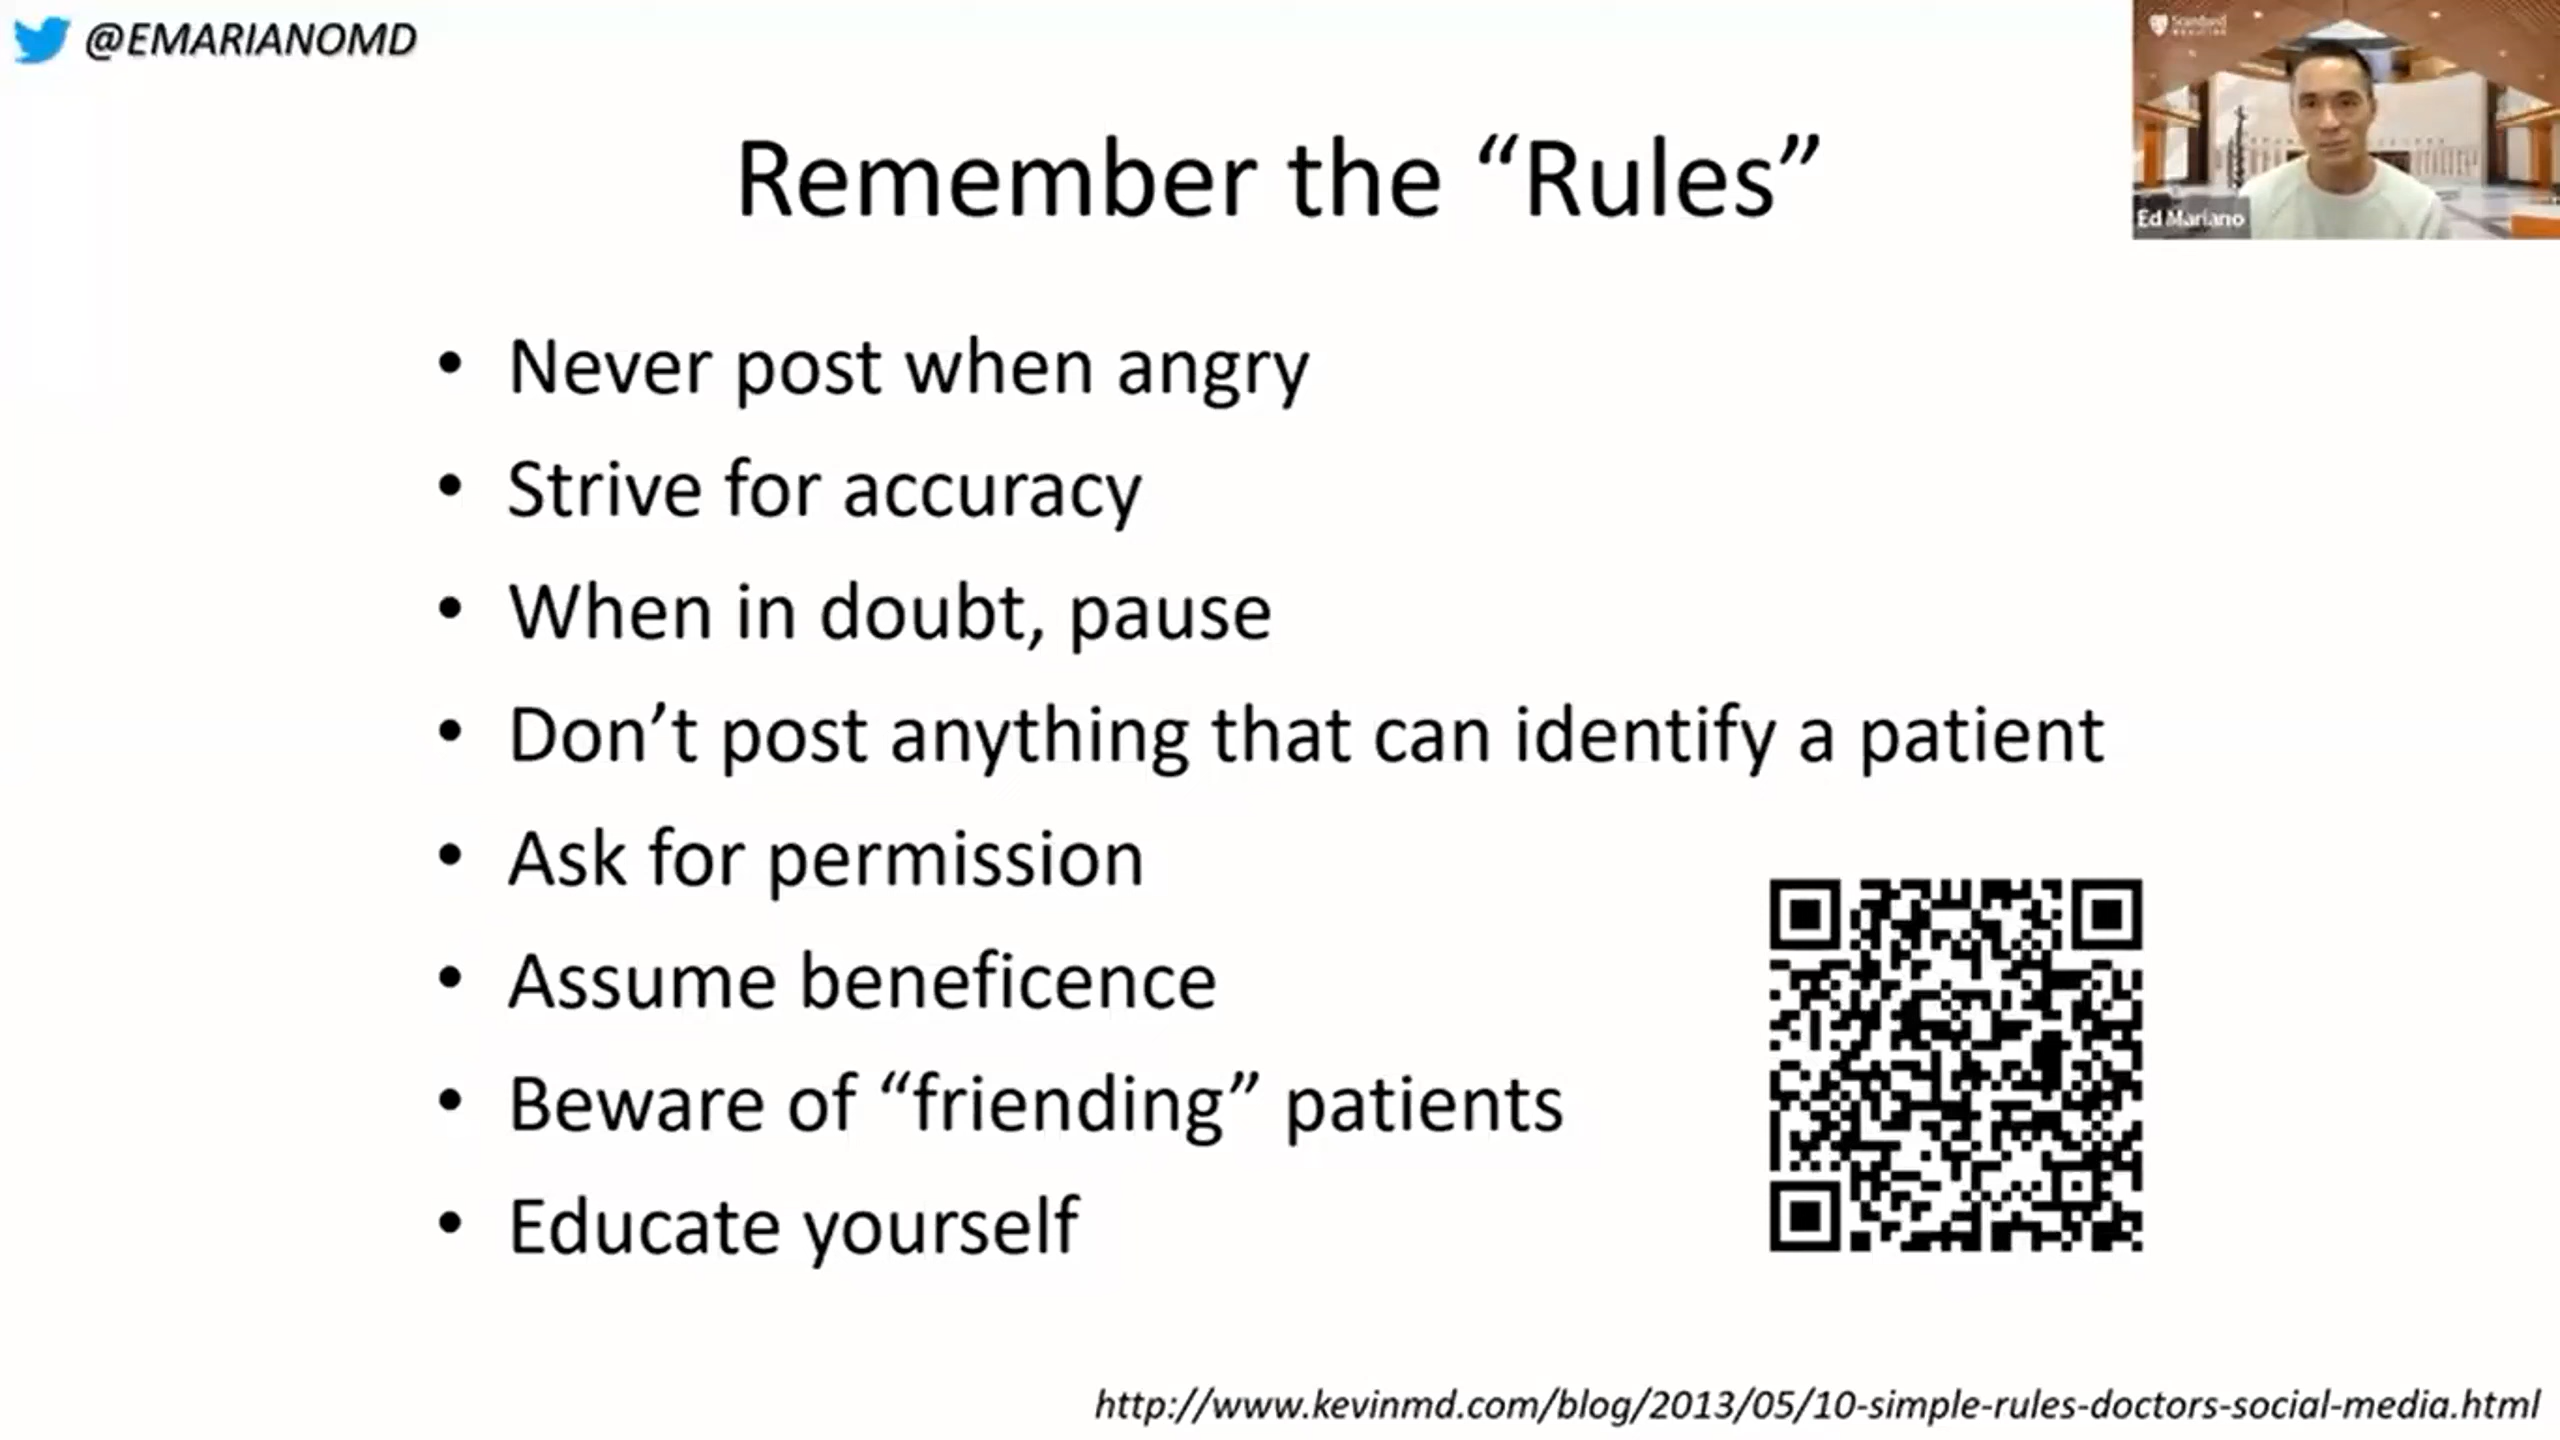 @EMARIANOMD
Stanford
MEDICINE
Ed Mariano
Remember the “Rules”
• Never post when angry
• Strive for accuracy
• When in doubt, pause
• Don’t post anything that can identify a patient
• Ask for permission
• Assume beneficence
• Beware of “friending” patients
• Educate yourself
http://www.kevinmd.com/blog/2013/05/10-simple-rules-doctors-social-media.html